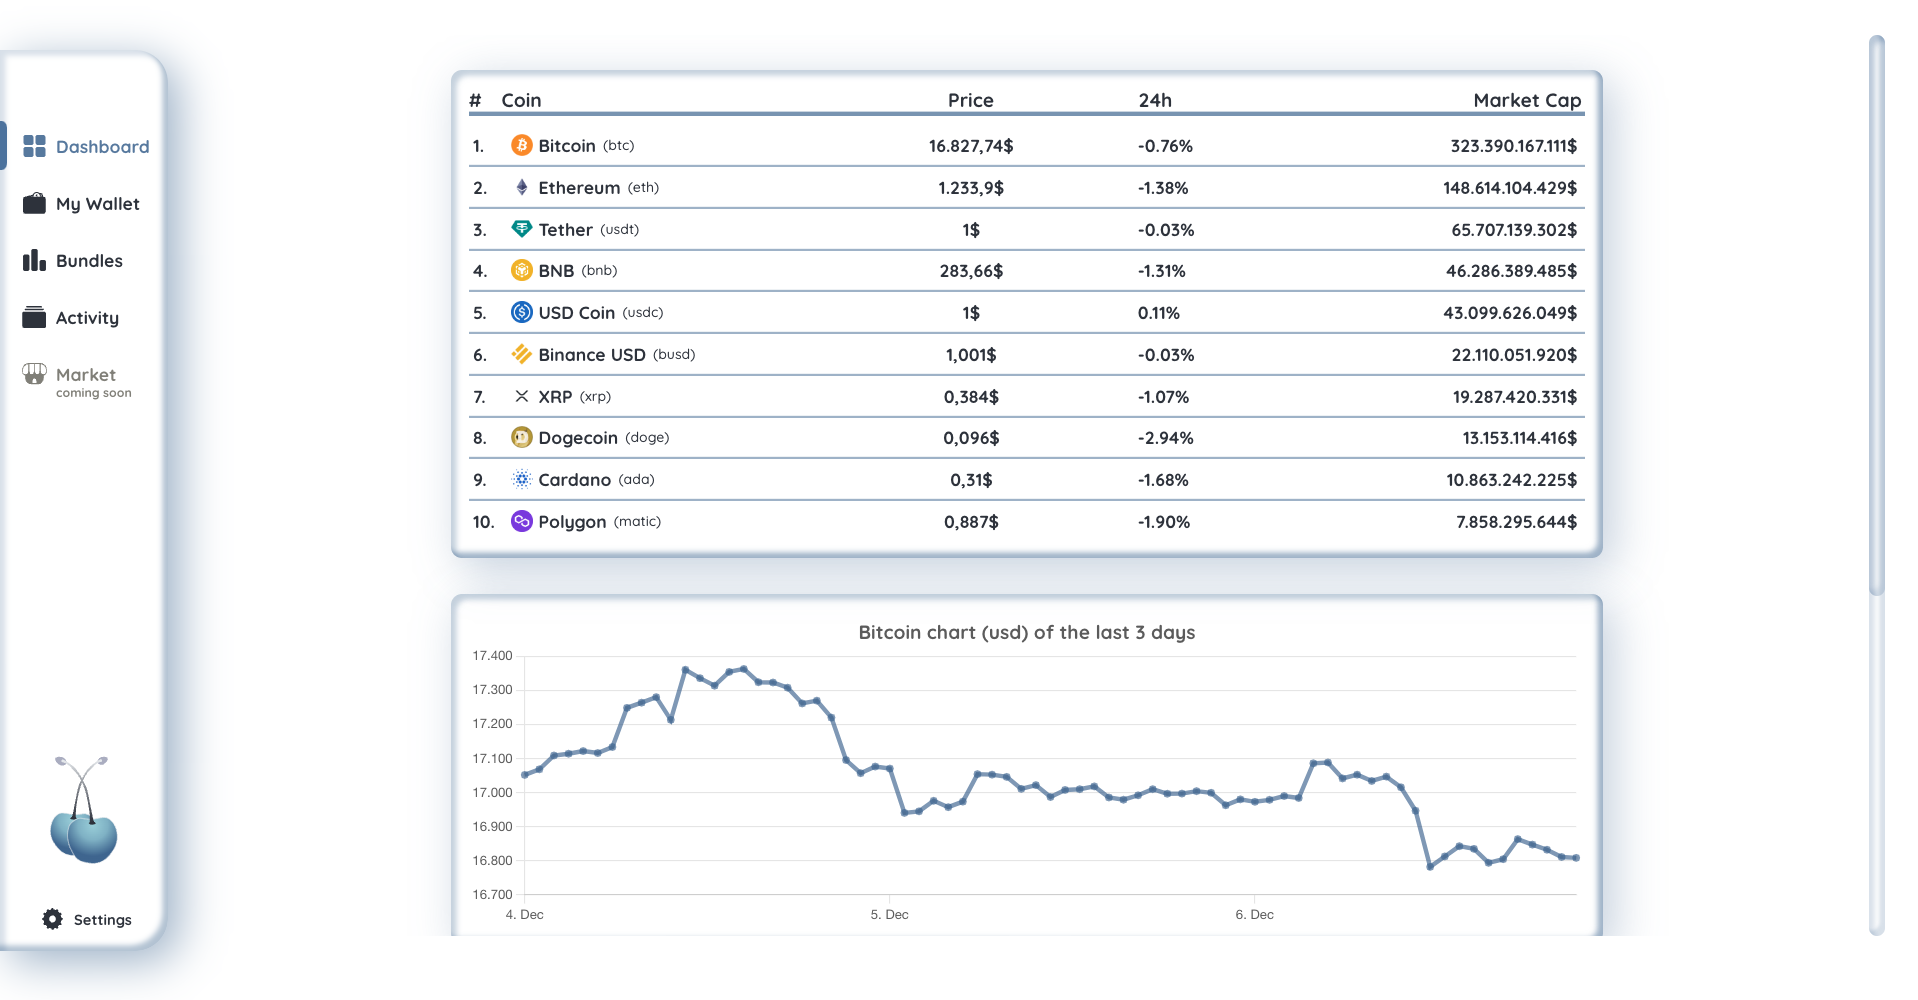 Dashboard
My Wallet
Bundles
Activity
Market
coming soon
Settings
# Coin Price 24h Market Cap
1. Bitcoin (btc) 16.827,74$ -0.76% 323.390.167.111$
2. Ethereum (eth) 1.233,9$ -1.38% 148.614.104.429$
3. Tether (usdt) 1$ -0.03% 65.707.139.302$
4. BNB (bnb) 283,66$ -1.31% 46.286.389.485$
5. USD Coin (usdc) 1$ 0.11% 43.099.626.049$
6. Binance USD (busd) 1,001$ -0.03% 22.110.051.920$
7. XRP (xrp) 0,384$ -1.07% 19.287.420.331$
8. Dogecoin (doge) 0,096$ -2.94% 13.153.114.416$
9. Cardano (ada) 0,31$ -1.68% 10.863.242.225$
10. Polygon (matic) 0,887$ -1.90% 7.858.295.644$
Bitcoin chart (usd) of the last 3 days
17.400
17.300
17.200
17.100
17.000
16.900
16.800
16.700
4. Dec 5. Dec 6. Dec